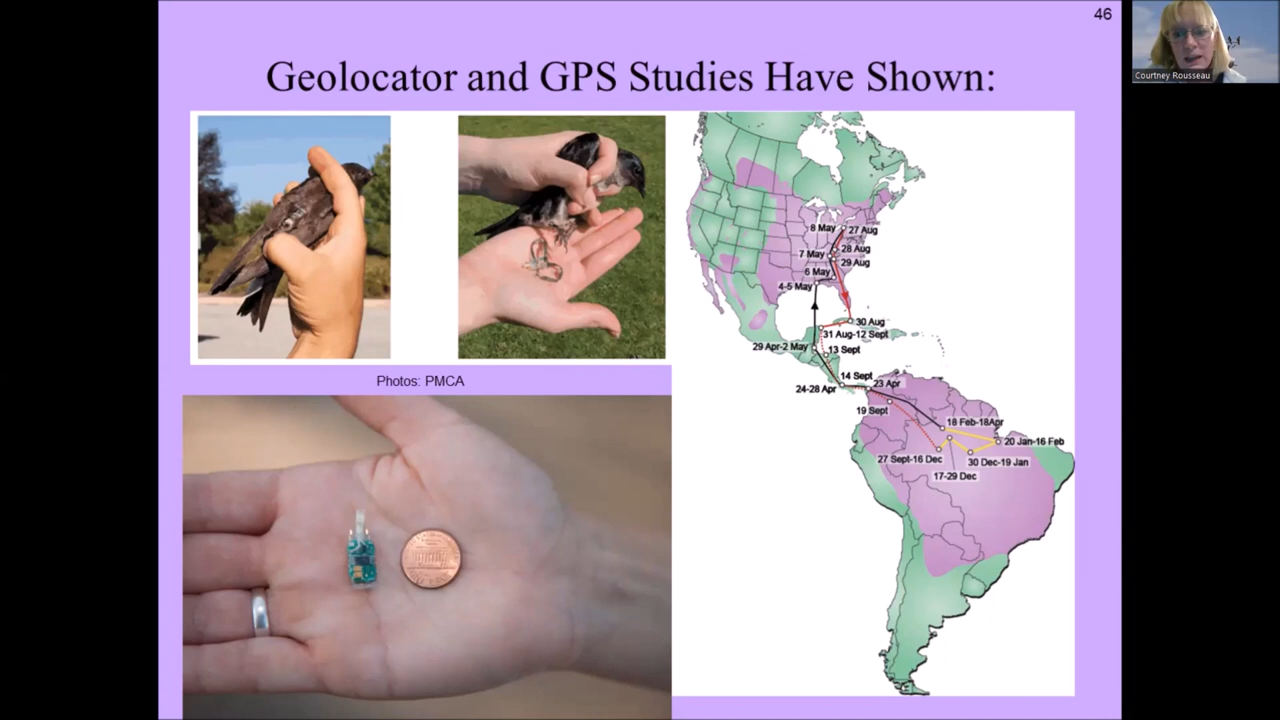 46
Courtney Rousseau
Geolocator and GPS Studies Have Shown:
Photos: PMCA
8 May
27 Aug
28 Aug
7 May
29 Aug
6 May
4-5 May
30 Aug
31 Aug-12 Sept
29 Apr-2 May
13 Sept
14 Sept
23 Apr
24-28 Apr
19 Sept
18 Feb-18Apr
20 Jan-16 Feb
27 Sept-16 Dec
30 Dec-19 Jan
17-29 Dec